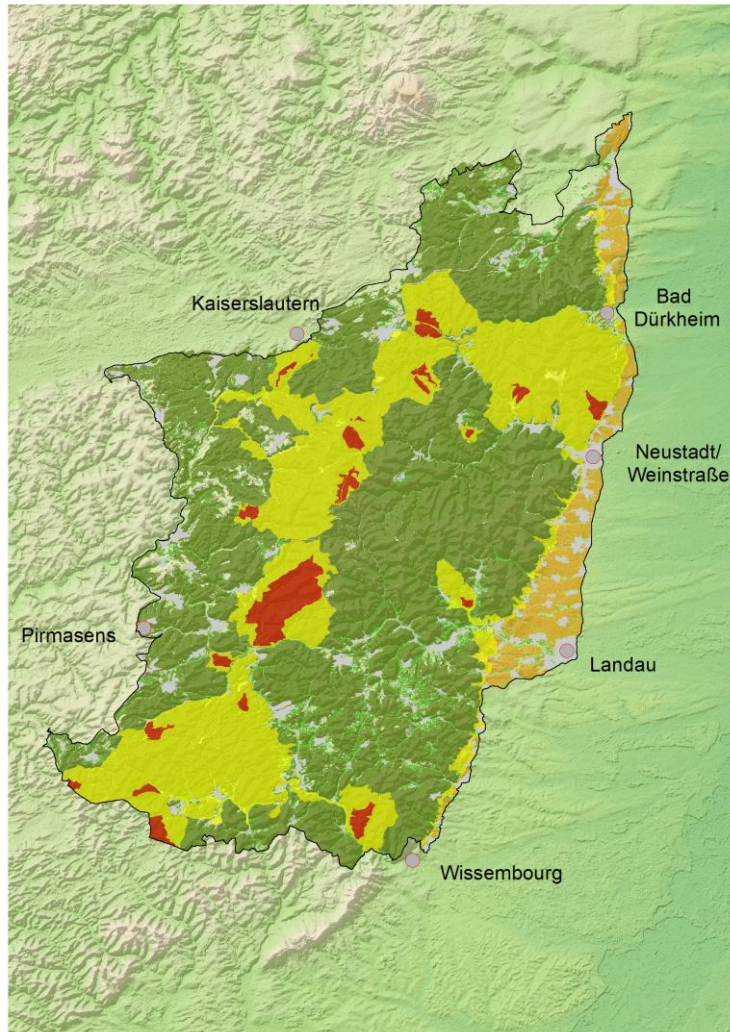 Kaiserslautern
Bad
Dürkheim
Neustadt/
Weinstraße
Pirmasens
Landau
Wissembourg